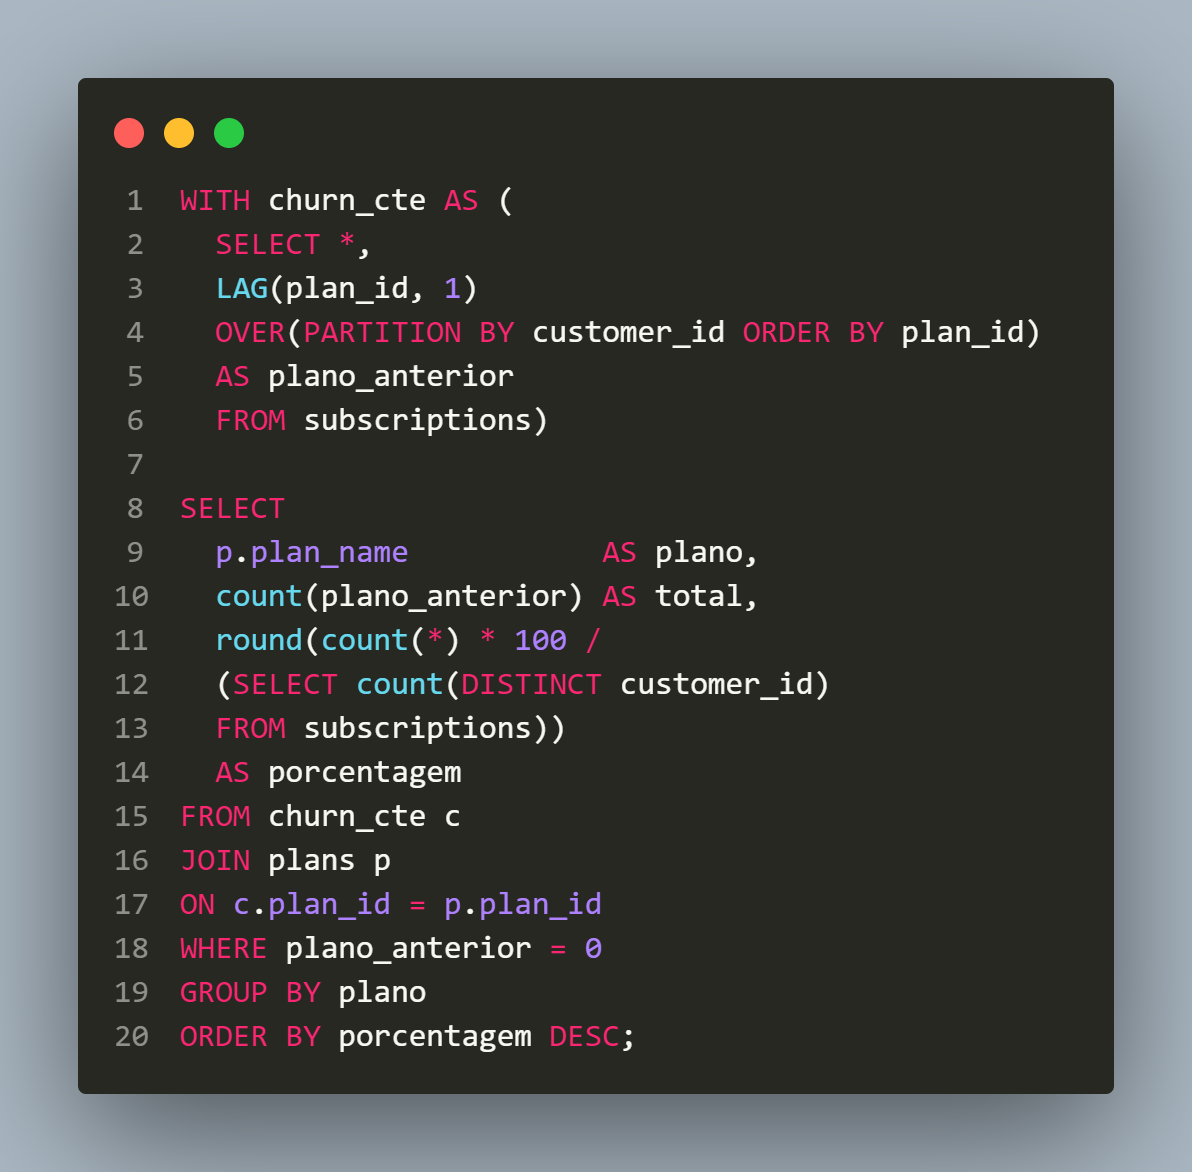 1 WITH churn_cte AS (
2   SELECT *,
3   LAG(plan_id, 1)
4   OVER(PARTITION BY customer_id ORDER BY plan_id)
5   AS plano_anterior
6   FROM subscriptions)
7
8 SELECT
9   p.plan_name           AS plano,
10   count(plano_anterior) AS total,
11   round(count(*) * 100 /
12   (SELECT count(DISTINCT customer_id)
13   FROM subscriptions))
14   AS porcentagem
15 FROM churn_cte c
16 JOIN plans p
17 ON c.plan_id = p.plan_id
18 WHERE plano_anterior = 0
19 GROUP BY plano
20 ORDER BY porcentagem DESC;